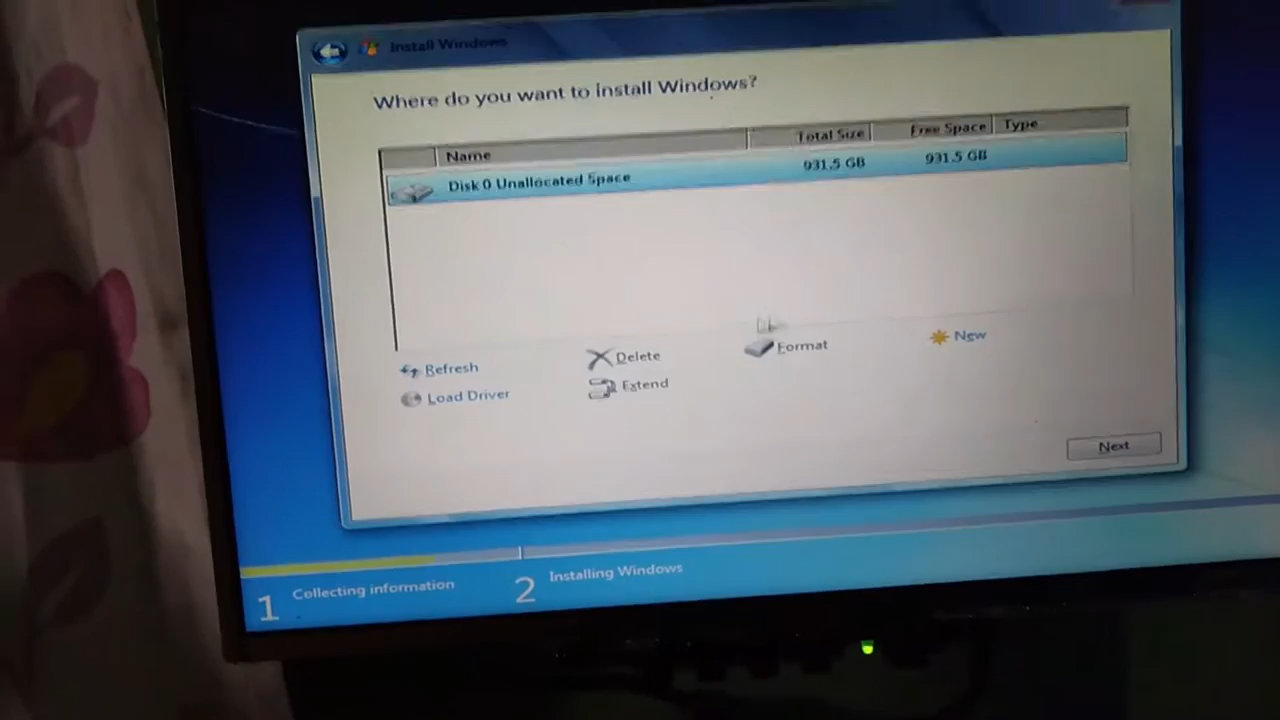 Install Windows
Where do you want to install Windows?
Name Total Size Free Space Type
Disk 0 Unallocated Space 931.5 GB 931.5 GB
Refresh Delete Format New
Load Driver Extend
Next
1 Collecting information 2 Installing Windows